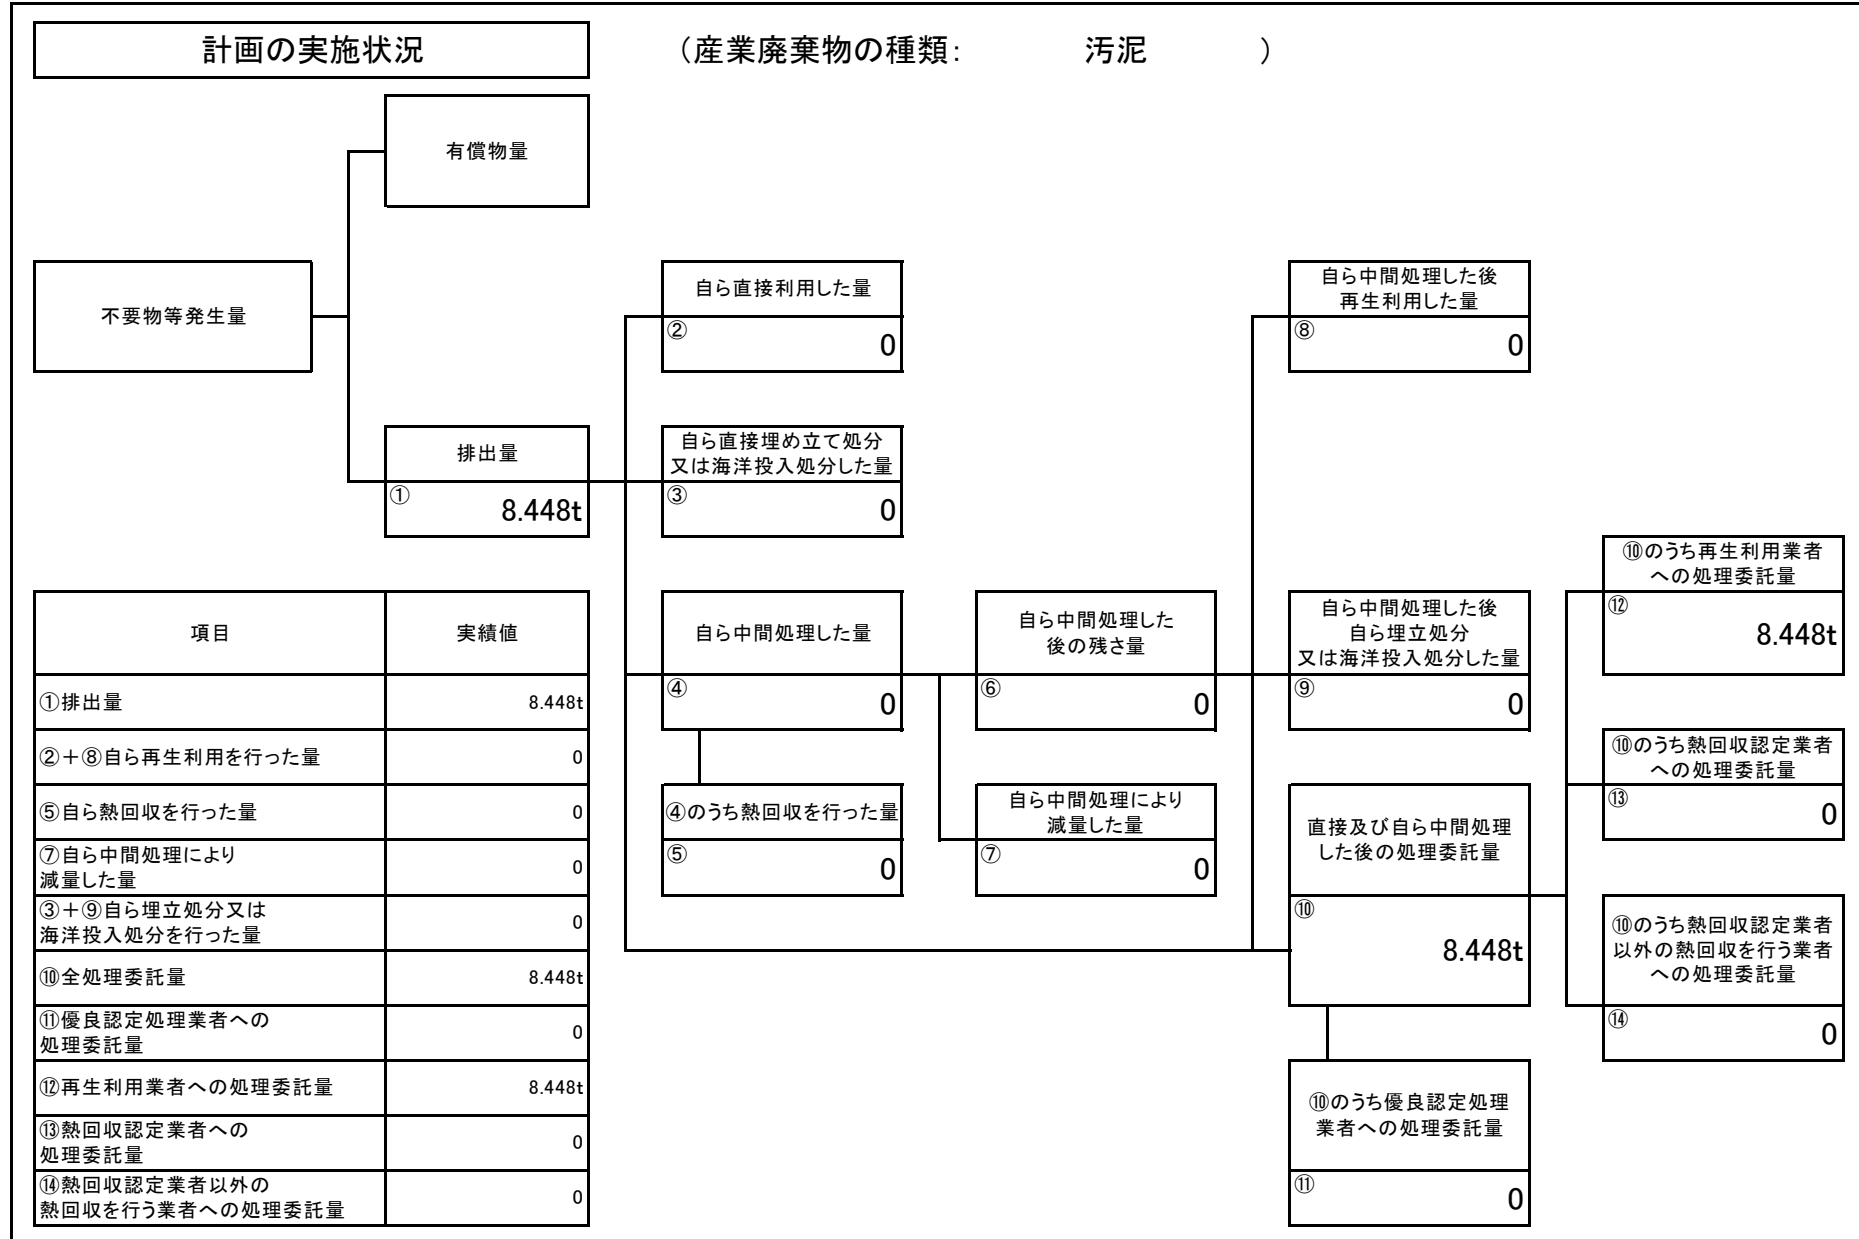 計画の実施状況
（産業廃棄物の種類：　汚泥　）
有償物量
不要物等発生量
自ら直接利用した量
②
0
自ら中間処理した後
再生利用した量
⑧
0
排出量
①
8.448t
自ら直接埋め立て処分
又は海洋投入処分した量
③
0
⑩のうち再生利用業者
への処理委託量
⑫
8.448t
自ら中間処理した量
④
0
自ら中間処理した
後の残さ量
⑥
0
自ら中間処理した後
自ら埋立処分
又は海洋投入処分した量
⑨
0
⑩のうち熱回収認定業者
への処理委託量
⑬
0
④のうち熱回収を行った量
⑤
0
自ら中間処理により
減量した量
⑦
0
直接及び自ら中間処理
した後の処理委託量
⑩
8.448t
⑩のうち熱回収認定業者
以外の熱回収を行う業者
への処理委託量
⑭
0
⑩のうち優良認定処理
業者への処理委託量
⑪
0
項目　実績値
①排出量　8.448t
②＋⑧自ら再生利用を行った量　0
⑤自ら熱回収を行った量　0
⑦自ら中間処理により
減量した量　0
③＋⑨自ら埋立処分又は
海洋投入処分を行った量　0
⑩全処理委託量　8.448t
⑪優良認定処理業者への
処理委託量　0
⑫再生利用業者への処理委託量　8.448t
⑬熱回収認定業者への
処理委託量　0
⑭熱回収認定業者以外の
熱回収を行う業者への処理委託量　0